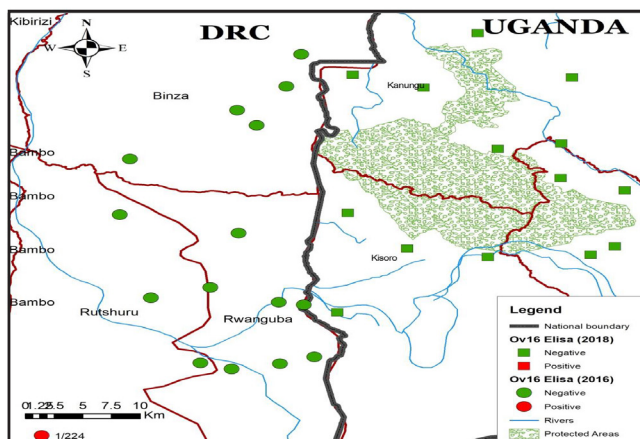 Kibirizi
N
W E
S
DRC
UGANDA
Binza
Kanungu
Bambo
Bambo
Bambo
Bambo
Kisoro
Rutshuru
Rwanguba
Legend
National boundary
Ov16 Elisa (2018)
Negative
Positive
Ov16 Elisa (2016)
Negative
Positive
Rivers
Protected Areas
0 1.25 2.5 5 7.5 10
Km
1/224